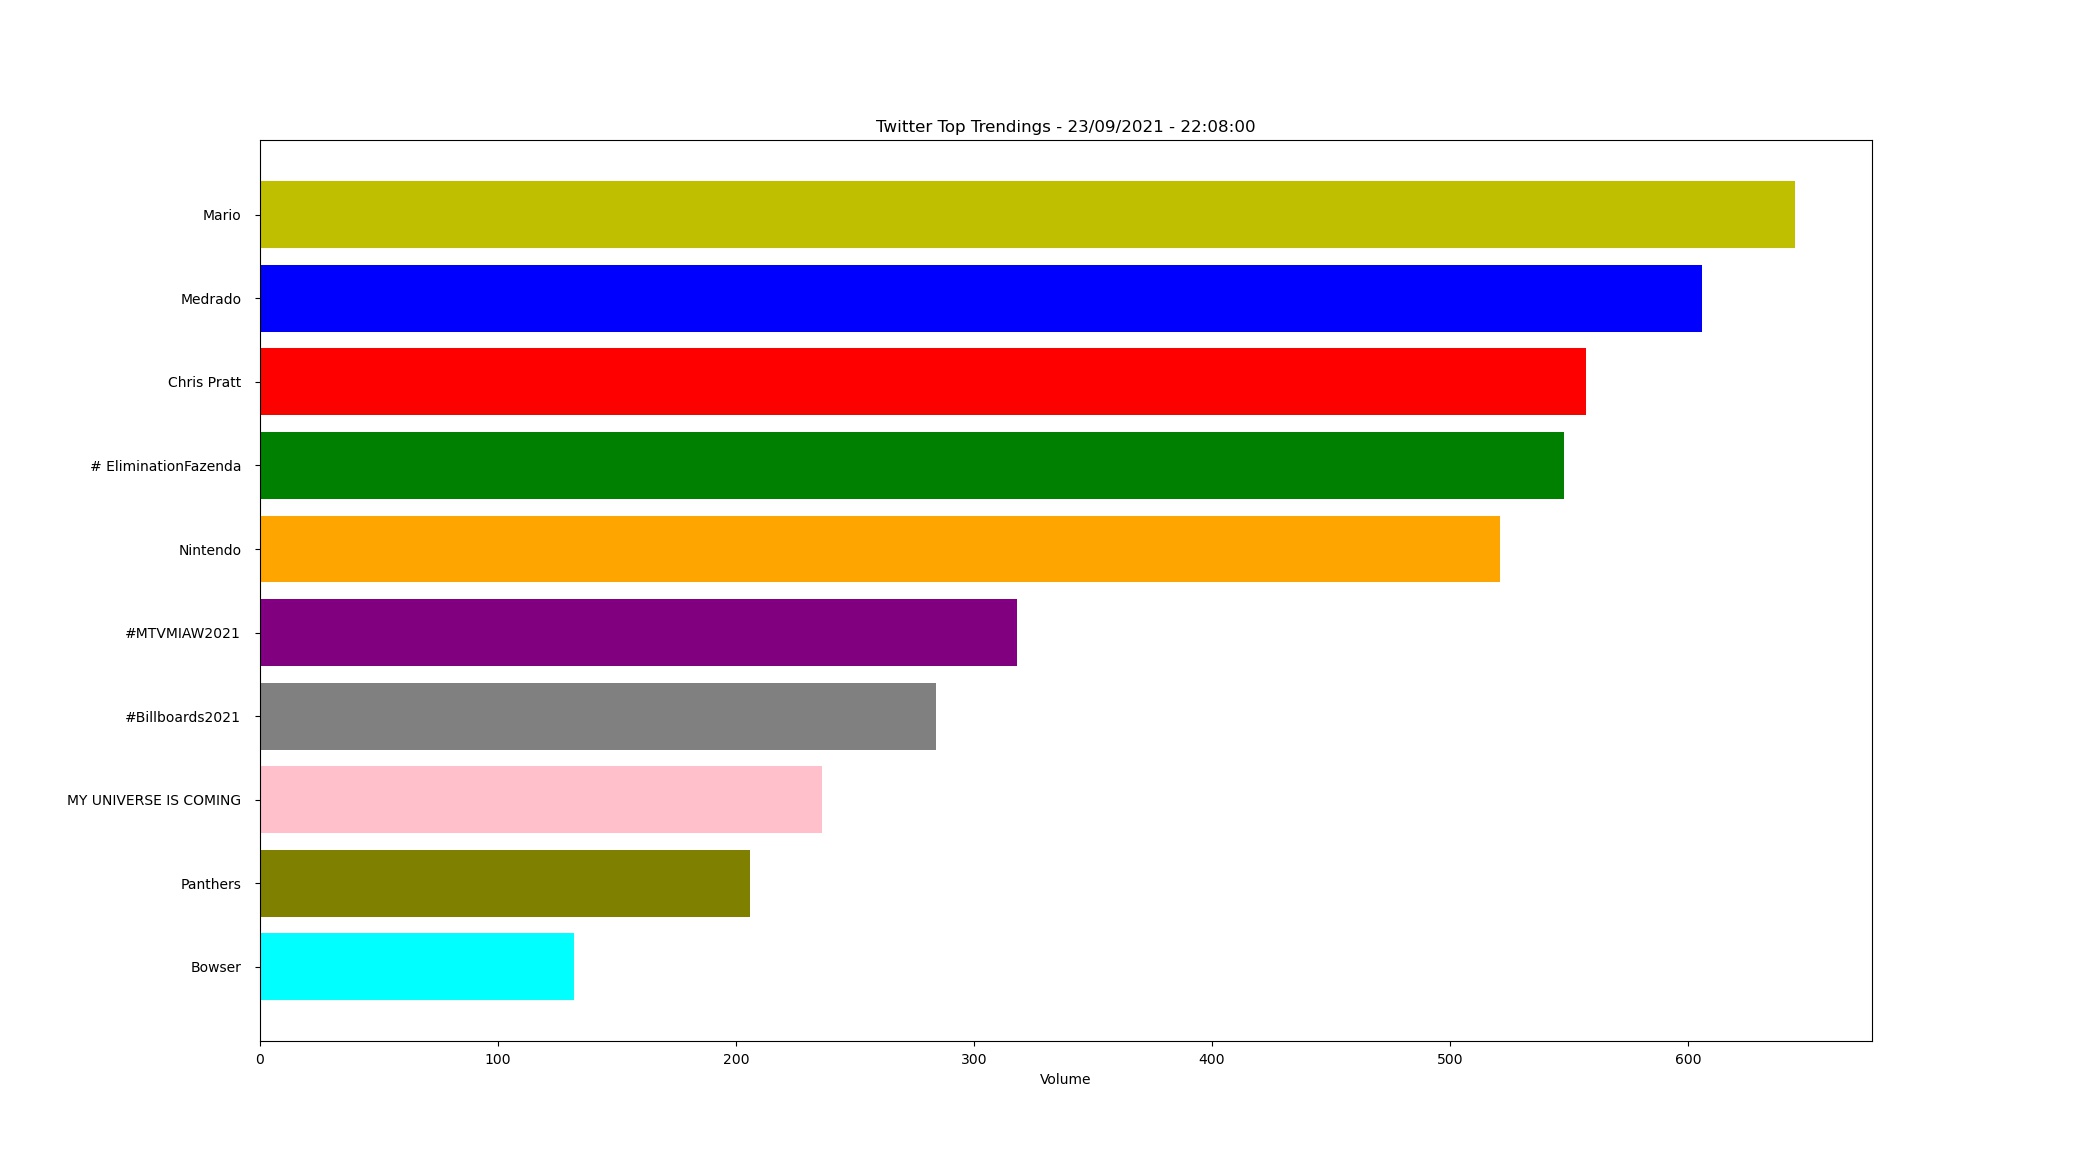 Twitter Top Trendings - 23/09/2021 - 22:08:00
Mario
Medrado
Chris Pratt
# EliminationFazenda
Nintendo
#MTVMIAW2021
#Billboards2021
MY UNIVERSE IS COMING
Panthers
Bowser
0 100 200 300 400 500 600
Volume